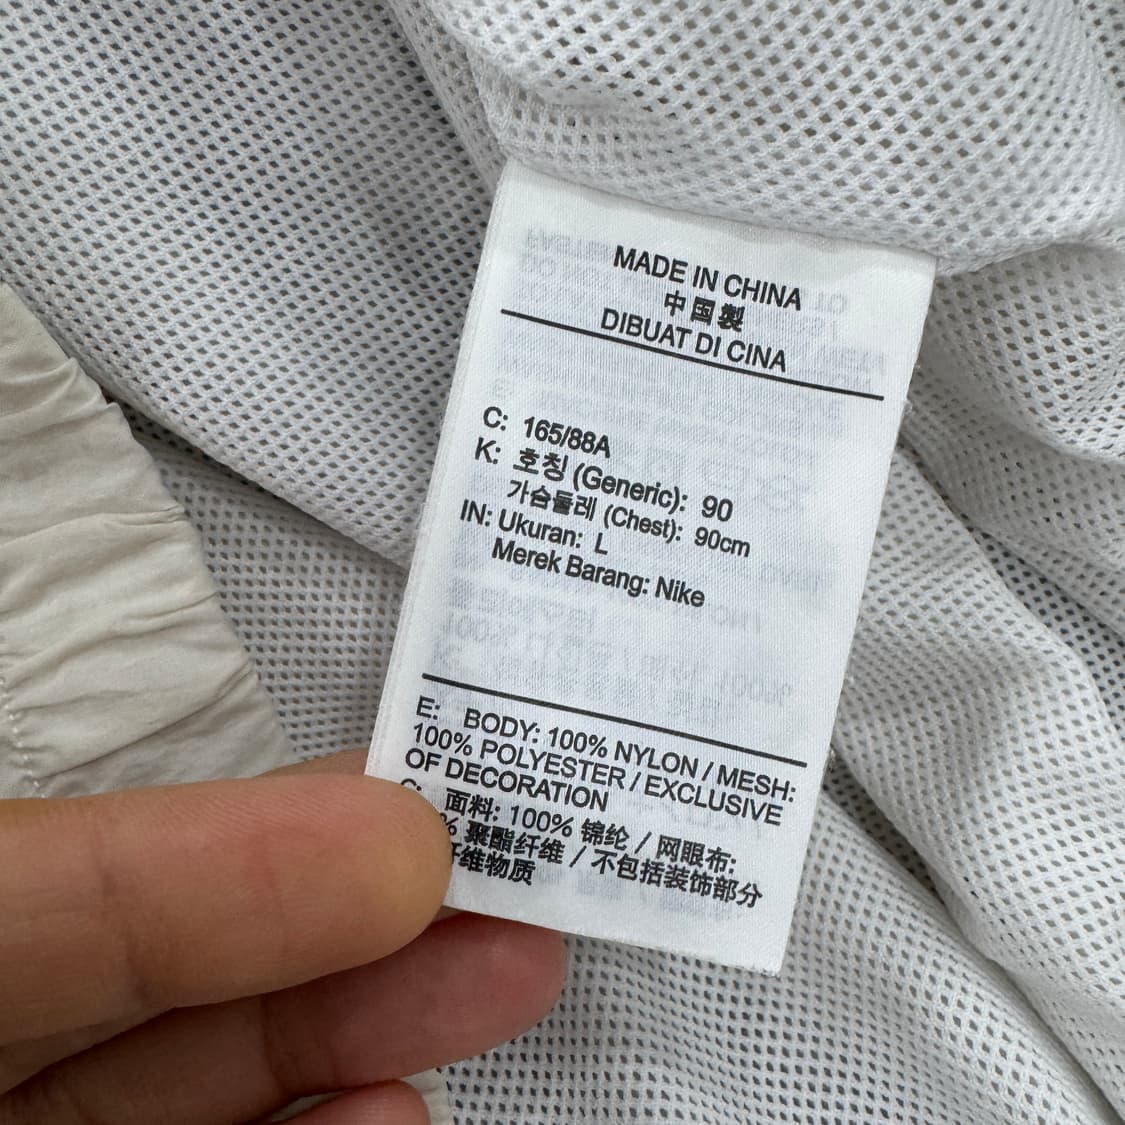 MADE IN CHINA
中国製
DIBUAT DI CINA
C: 165/88A
K: 호칭 (Generic): 90
가슴둘레 (Chest): 90cm
IN: Ukuran: L
Merek Barang: Nike
E: BODY: 100% NYLON / MESH:
100% POLYESTER / EXCLUSIVE
OF DECORATION
面料: 100% 锦纶 / 网眼布:
% 聚酯纤维 / 不包括装饰部分
纤维物质